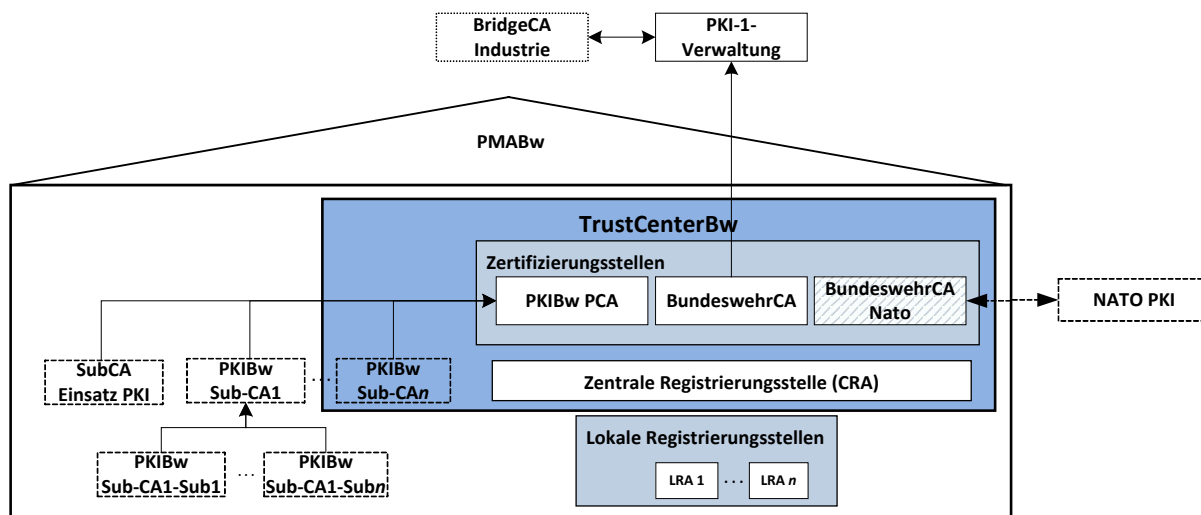 BridgeCA
Industrie
PKI-1-
Verwaltung
PMABw
TrustCenterBw
Zertifizierungsstellen
PKIBw PCA
BundeswehrCA
BundeswehrCA
Nato
NATO PKI
SubCA
Einsatz PKI
PKIBw
Sub-CA1
...
PKIBw
Sub-CAn
Zentrale Registrierungsstelle (CRA)
Lokale Registrierungsstellen
PKIBw
Sub-CA1-Sub1
...
PKIBw
Sub-CA1-Subn
LRA 1
...
LRA n